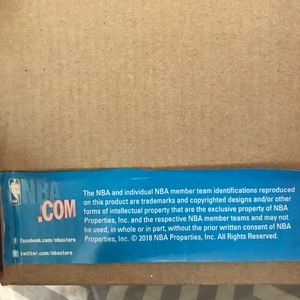 NBA
.COM
facebook.com/nbastore
twitter.com/nbastore
The NBA and individual NBA member team identifications reproduced
on this product are trademarks and copyrighted designs and/or other
forms of intellectual property that are the exclusive property of NBA
Properties, Inc. and the respective NBA member teams and may not
be used, in whole or in part, without the prior written consent of NBA
Properties, Inc. © 2018 NBA Properties, Inc. All Rights Reserved.